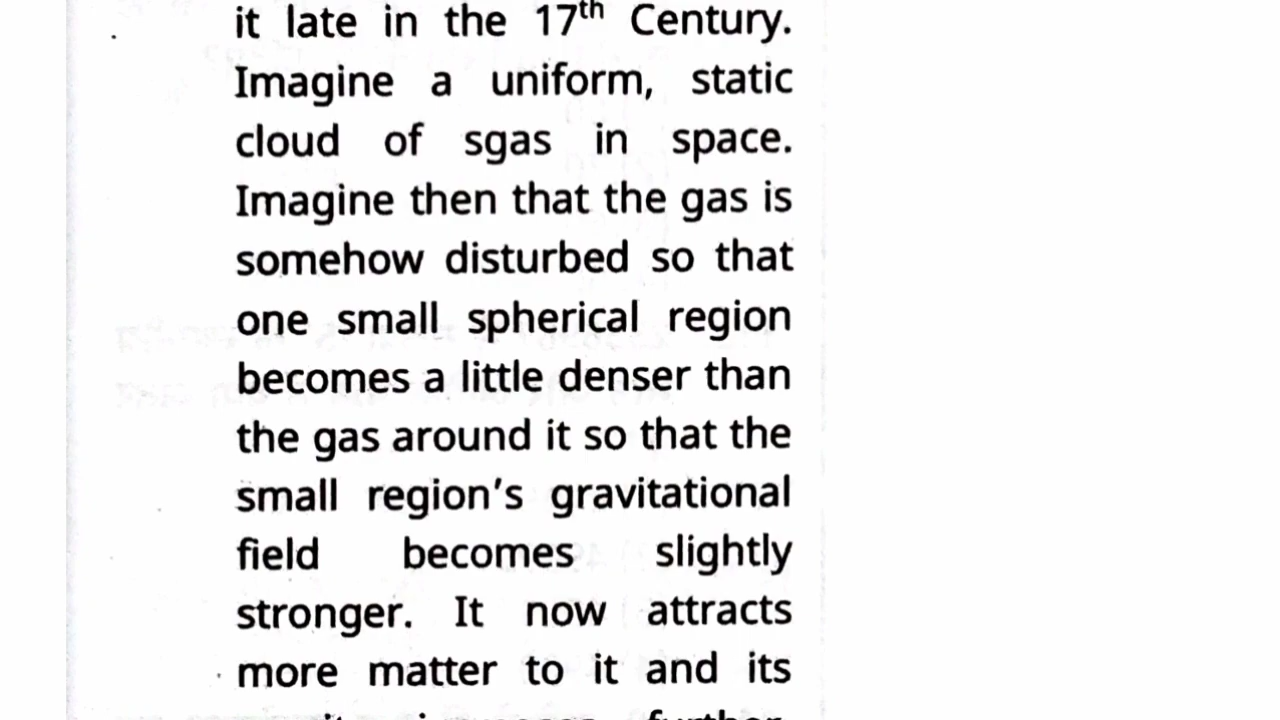 it late in the 17th Century.
Imagine a uniform, static
cloud of sgas in space.
Imagine then that the gas is
somehow disturbed so that
one small spherical region
becomes a little denser than
the gas around it so that the
small region's gravitational
field becomes slightly
stronger. It now attracts
more matter to it and its
further